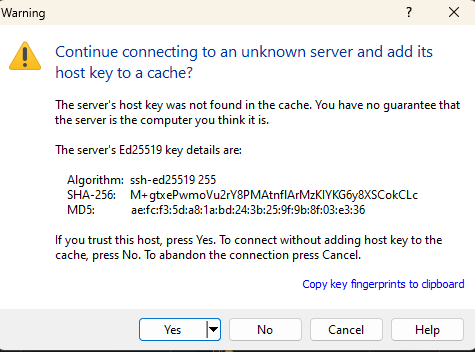 Warning
Continue connecting to an unknown server and add its
host key to a cache?
The server's host key was not found in the cache. You have no guarantee that
the server is the computer you think it is.
The server's Ed25519 key details are:
Algorithm: ssh-ed25519 255
SHA-256: M+gtxePwmoVu2rY8PMAtnfIArMzKlYKG6y8XSCokCLc
MD5: ae:fc:f3:5d:a8:1a:bd:24:3b:25:9f:9b:8f:03:e3:36
If you trust this host, press Yes. To connect without adding host key to the
cache, press No. To abandon the connection press Cancel.
Copy key fingerprints to clipboard
Yes No Cancel Help